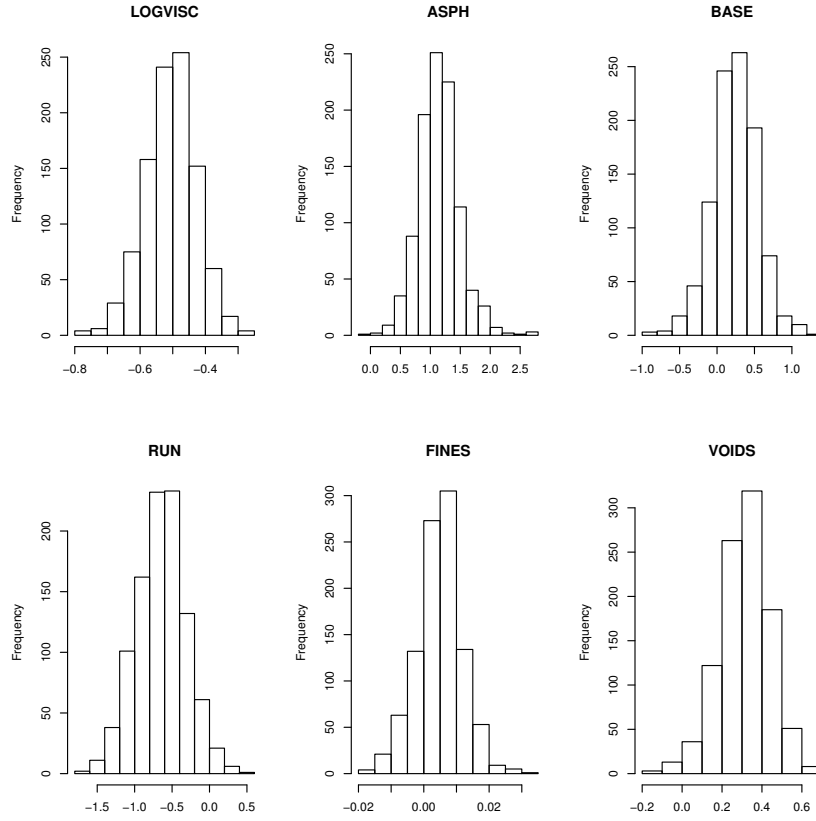 LOGVISC
Frequency
0 50 100 150 200 250
−0.8 −0.6 −0.4
ASPH
Frequency
0 50 100 150 200 250
0.0 0.5 1.0 1.5 2.0 2.5
BASE
Frequency
0 50 100 150 200 250
−1.0 −0.5 0.0 0.5 1.0
RUN
Frequency
0 50 100 150 200
−1.5 −1.0 −0.5 0.0 0.5
FINES
Frequency
0 50 100 150 200 250 300
−0.02 0.00 0.02
VOIDS
Frequency
0 50 100 150 200 250 300
−0.2 0.0 0.2 0.4 0.6